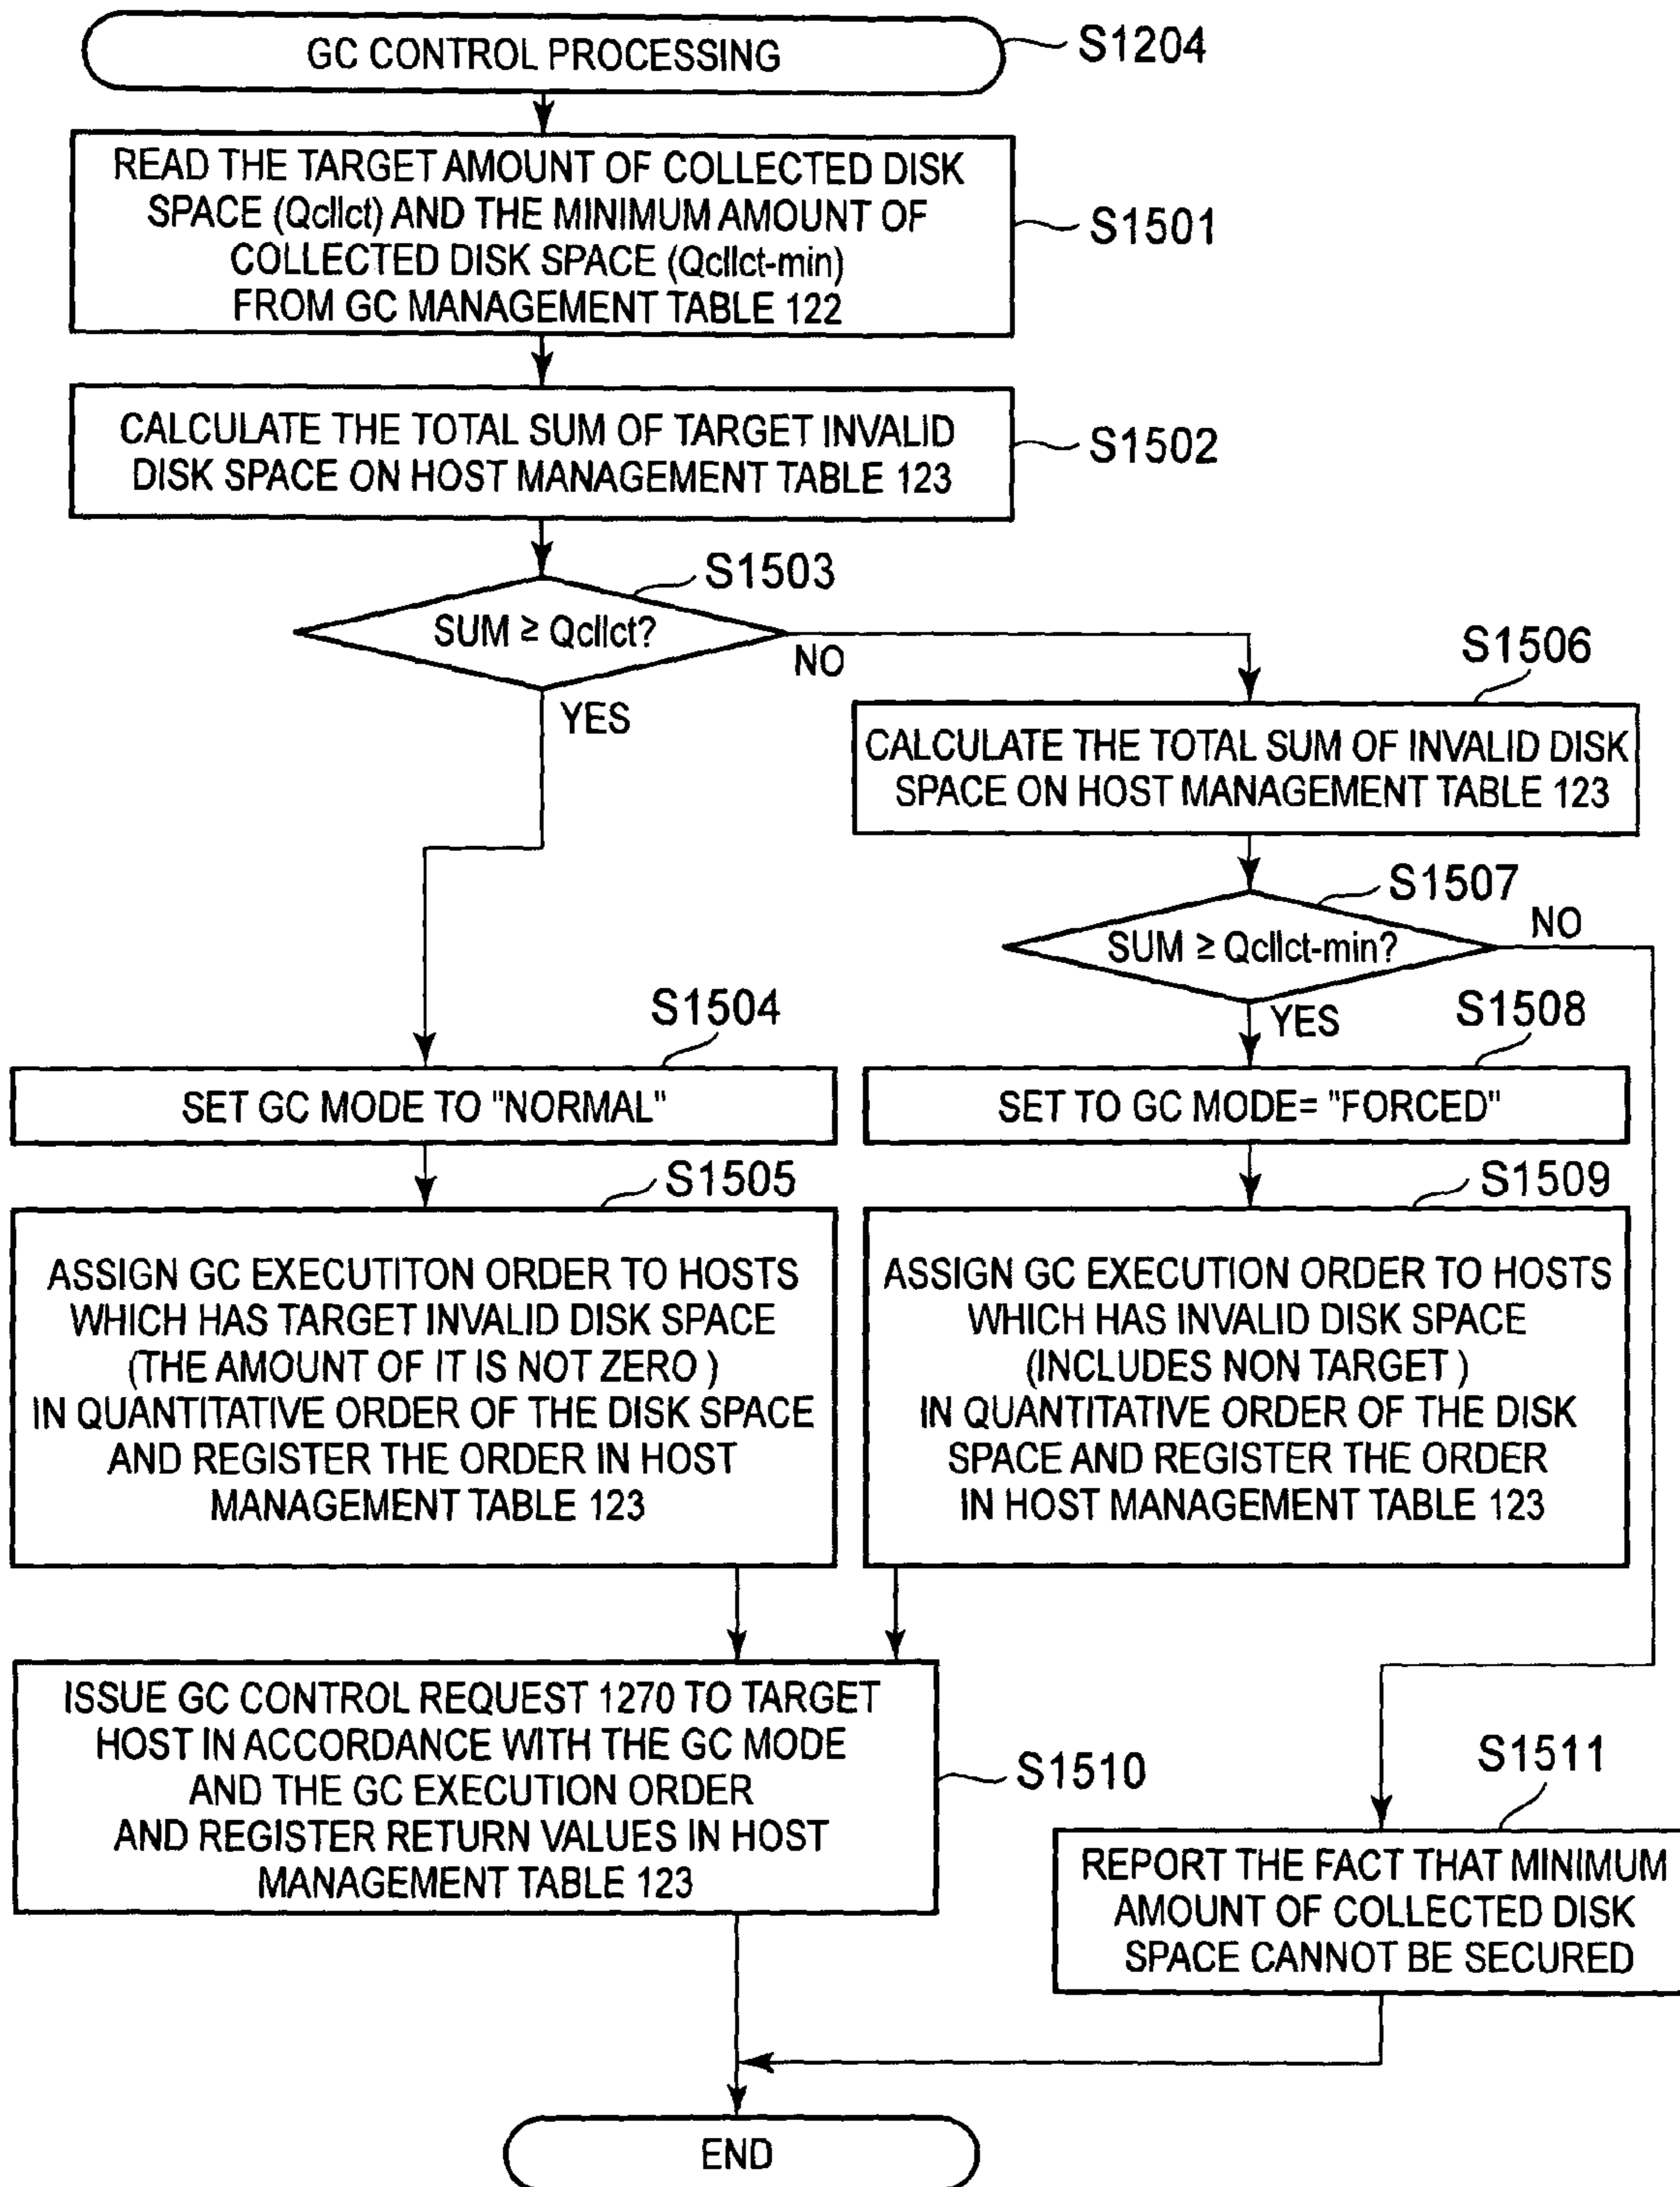 GC CONTROL PROCESSING
S1204
READ THE TARGET AMOUNT OF COLLECTED DISK
SPACE (Qcllct) AND THE MINIMUM AMOUNT OF
COLLECTED DISK SPACE (Qcllct-min)
FROM GC MANAGEMENT TABLE 122
S1501
CALCULATE THE TOTAL SUM OF TARGET INVALID
DISK SPACE ON HOST MANAGEMENT TABLE 123
S1502
S1503
SUM ≥ Qcllct?
NO
YES
S1506
CALCULATE THE TOTAL SUM OF INVALID DISK
SPACE ON HOST MANAGEMENT TABLE 123
S1507
SUM ≥ Qcllct-min?
NO
YES
S1504
SET GC MODE TO "NORMAL"
S1508
SET TO GC MODE= "FORCED"
S1505
ASSIGN GC EXECUTITON ORDER TO HOSTS
WHICH HAS TARGET INVALID DISK SPACE
(THE AMOUNT OF IT IS NOT ZERO )
IN QUANTITATIVE ORDER OF THE DISK SPACE
AND REGISTER THE ORDER IN HOST
MANAGEMENT TABLE 123
S1509
ASSIGN GC EXECUTION ORDER TO HOSTS
WHICH HAS INVALID DISK SPACE
(INCLUDES NON TARGET )
IN QUANTITATIVE ORDER OF THE DISK
SPACE AND REGISTER THE ORDER
IN HOST MANAGEMENT TABLE 123
ISSUE GC CONTROL REQUEST 1270 TO TARGET
HOST IN ACCORDANCE WITH THE GC MODE
AND THE GC EXECUTION ORDER
AND REGISTER RETURN VALUES IN HOST
MANAGEMENT TABLE 123
S1510
S1511
REPORT THE FACT THAT MINIMUM
AMOUNT OF COLLECTED DISK
SPACE CANNOT BE SECURED
END